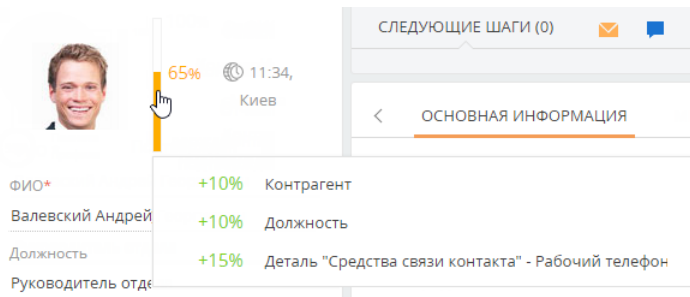 СЛЕДУЮЩИЕ ШАГИ (0)
65%
11:34,
Киев
ОСНОВНАЯ ИНФОРМАЦИЯ
ФИО*
Валевский Андрей
Должность
Руководитель отде
+10% Контрагент
+10% Должность
+15% Деталь "Средства связи контакта" - Рабочий телефон